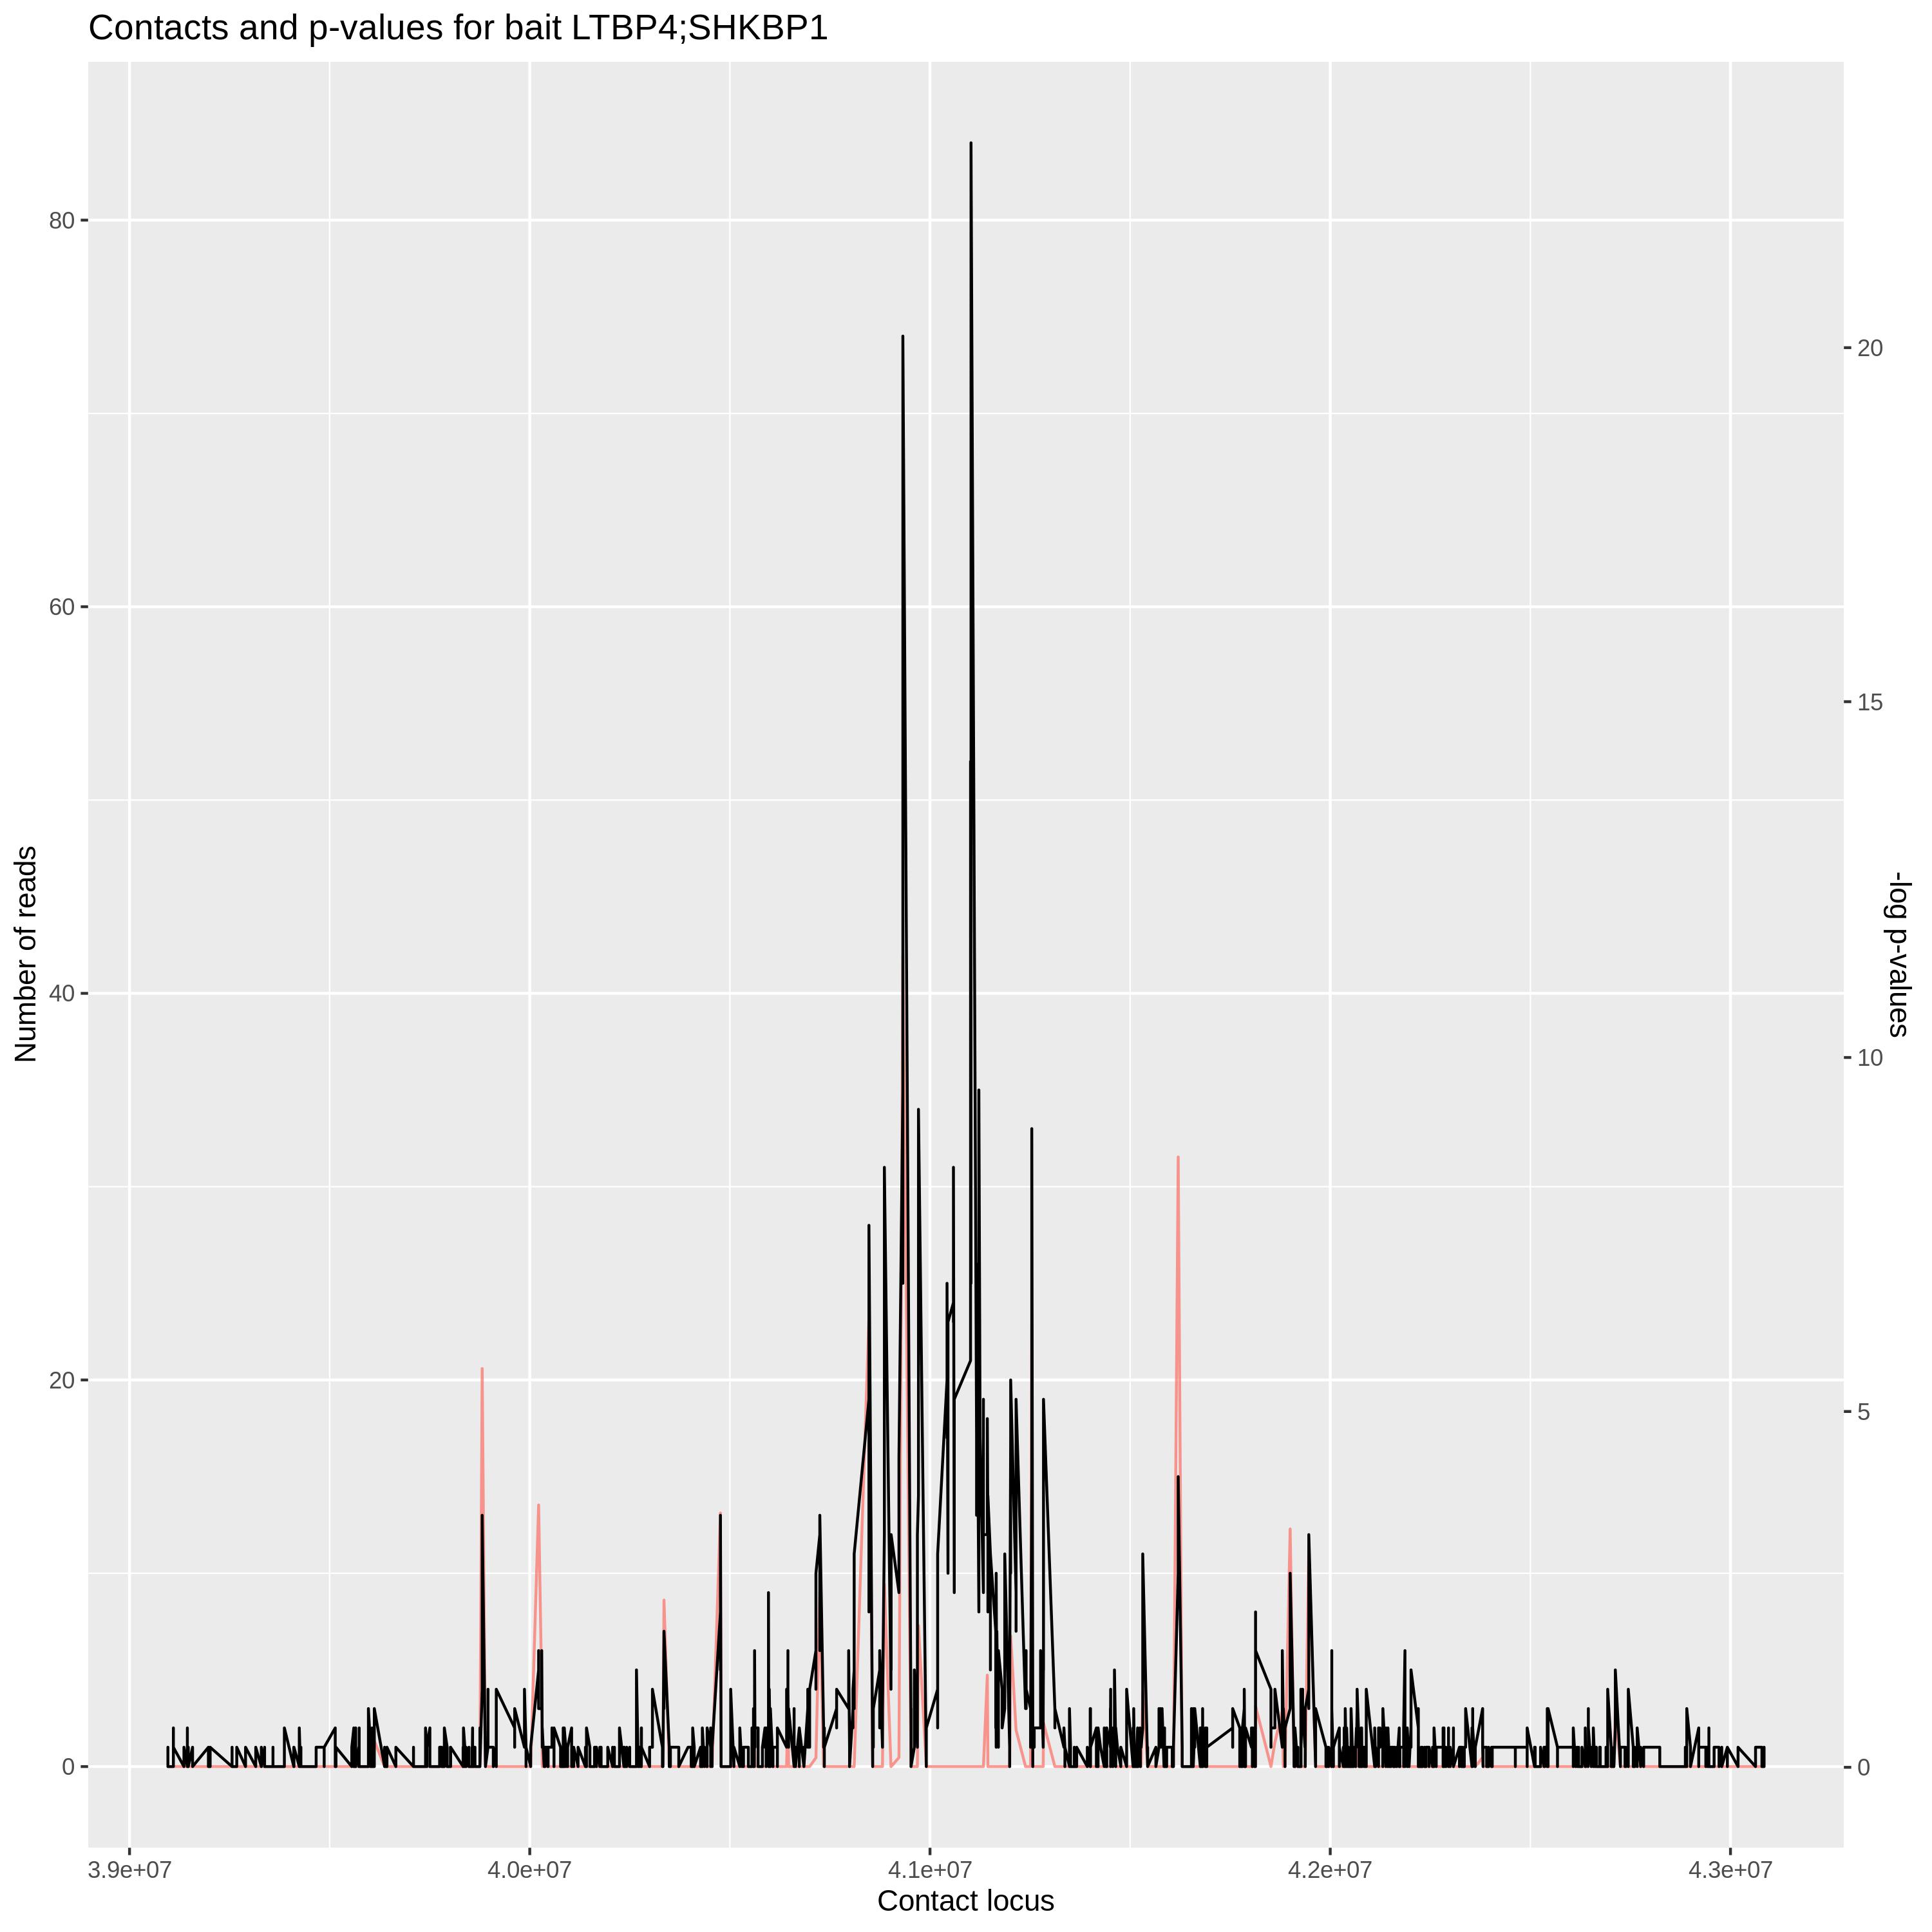 Contacts and p-values for bait LTBP4;SHKBP1
80
60
40
20
0
Number of reads
20
15
10
5
0
-log p-values
3.9e+07
4.0e+07
4.1e+07
4.2e+07
4.3e+07
Contact locus